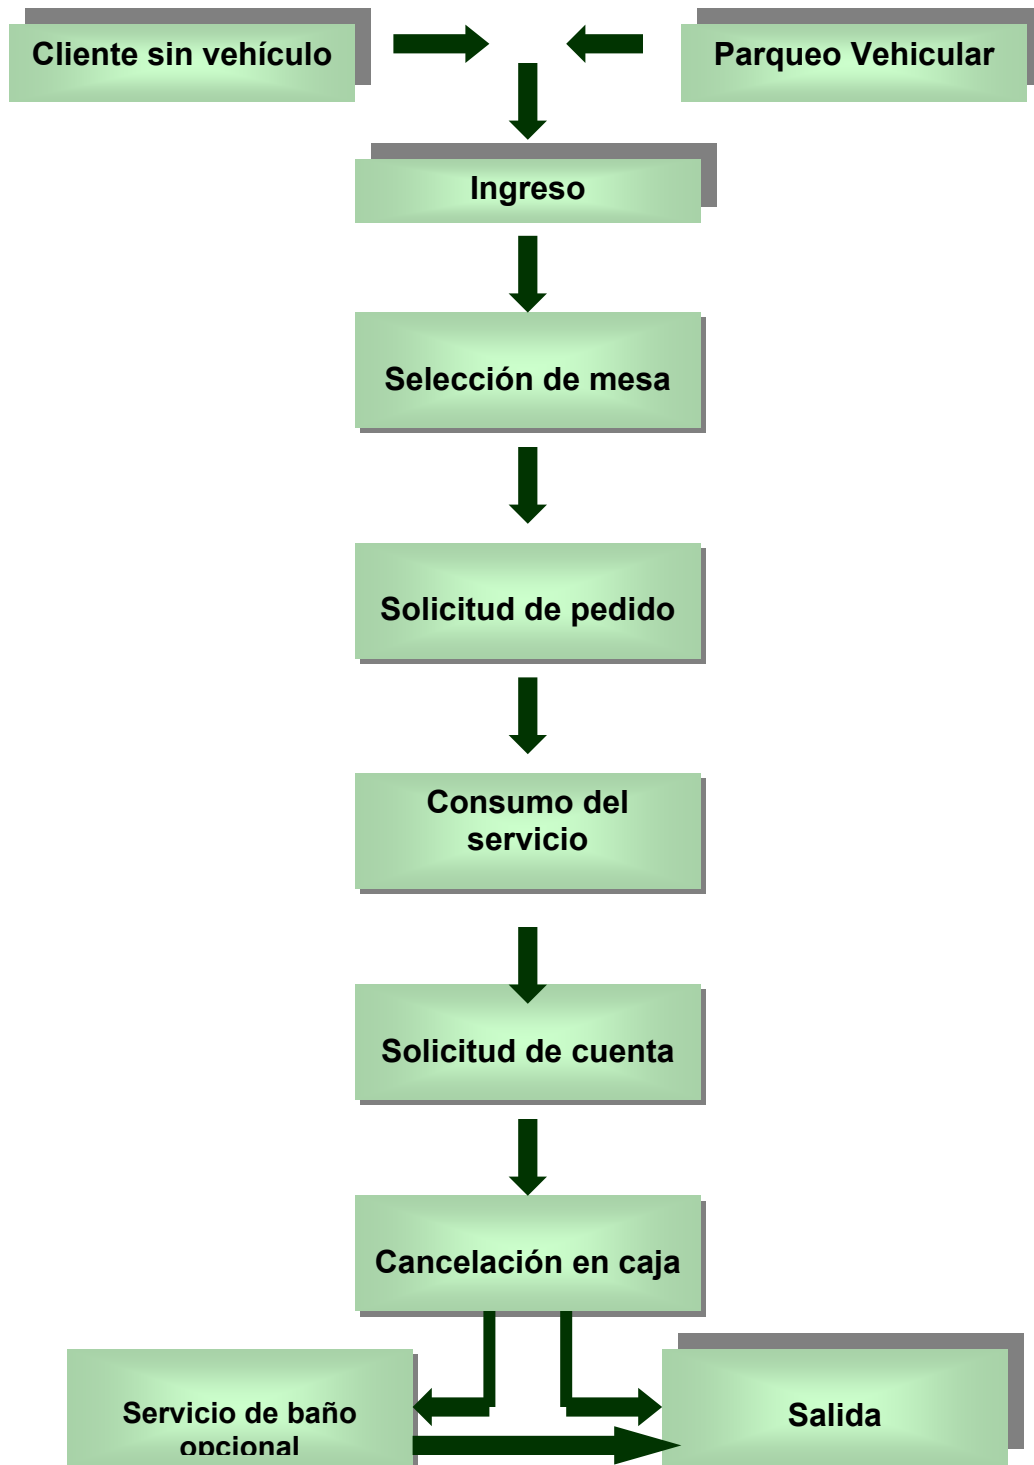 Cliente sin vehículo
Parqueo Vehicular
Ingreso
Selección de mesa
Solicitud de pedido
Consumo del
servicio
Solicitud de cuenta
Cancelación en caja
Servicio de baño
opcional
Salida